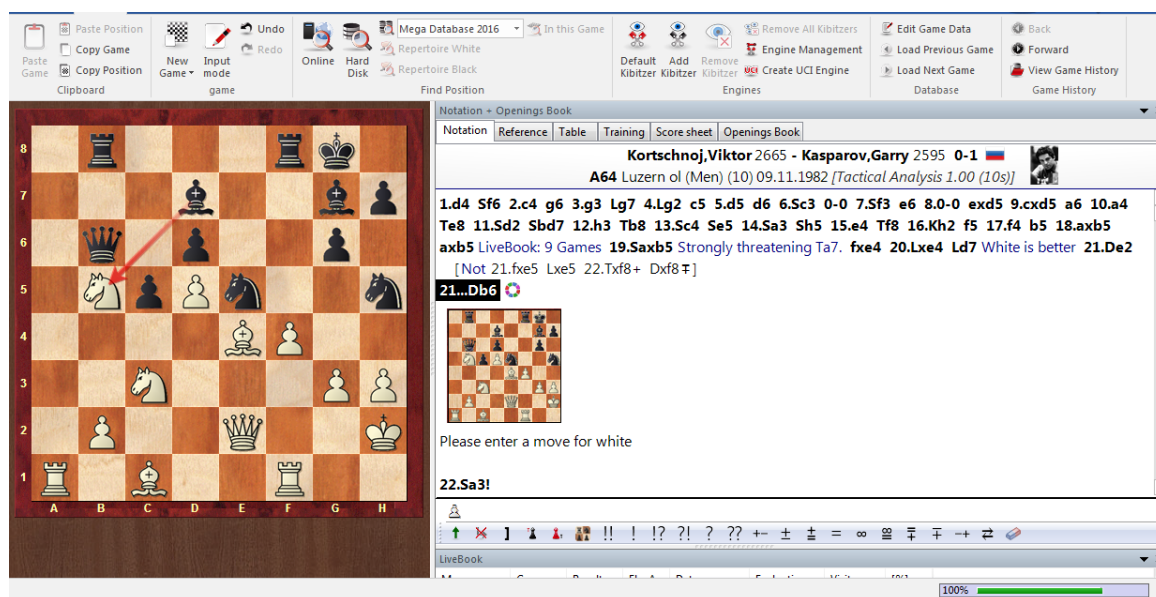 Paste Position
Copy Game
Copy Position
Paste Game
Clipboard
New Game
Input mode
Undo
Redo
game
Online
Hard Disk
Mega Database 2016
In this Game
Repertoire White
Repertoire Black
Find Position
Default Kibitzer
Add Kibitzer
Remove Kibitzer
Remove All Kibitzers
Engine Management
UCI Create UCI Engine
Engines
Edit Game Data
Load Previous Game
Load Next Game
Database
Back
Forward
View Game History
Game History
Notation + Openings Book
Notation Reference Table Training Score sheet Openings Book
Kortschnoj,Viktor 2665 - Kasparov,Garry 2595 0-1
A64 Luzern ol (Men) (10) 09.11.1982 [Tactical Analysis 1.00 (10s)]
1.d4 Sf6 2.c4 g6 3.g3 Lg7 4.Lg2 c5 5.d5 d6 6.Sc3 0-0 7.Sf3 e6 8.0-0 exd5 9.cxd5 a6 10.a4
Te8 11.Sd2 Sbd7 12.h3 Tb8 13.Sc4 Se5 14.Sa3 Sh5 15.e4 Tf8 16.Kh2 f5 17.f4 b5 18.axb5
axb5 LiveBook: 9 Games 19.Saxb5 Strongly threatening Ta7. fxe4 20.Lxe4 Ld7 White is better 21.De2
[Not 21.fxe5 Lxe5 22.Txf8+ Dxf8∓]
21...Db6
Please enter a move for white
22.Sa3!
8
7
6
5
4
3
2
1
A B C D E F G H
] !! ! !? ?! ? ?? +- ± ⩲ = ∞ ⩱ ∓ -+ ⇄
LiveBook
100%